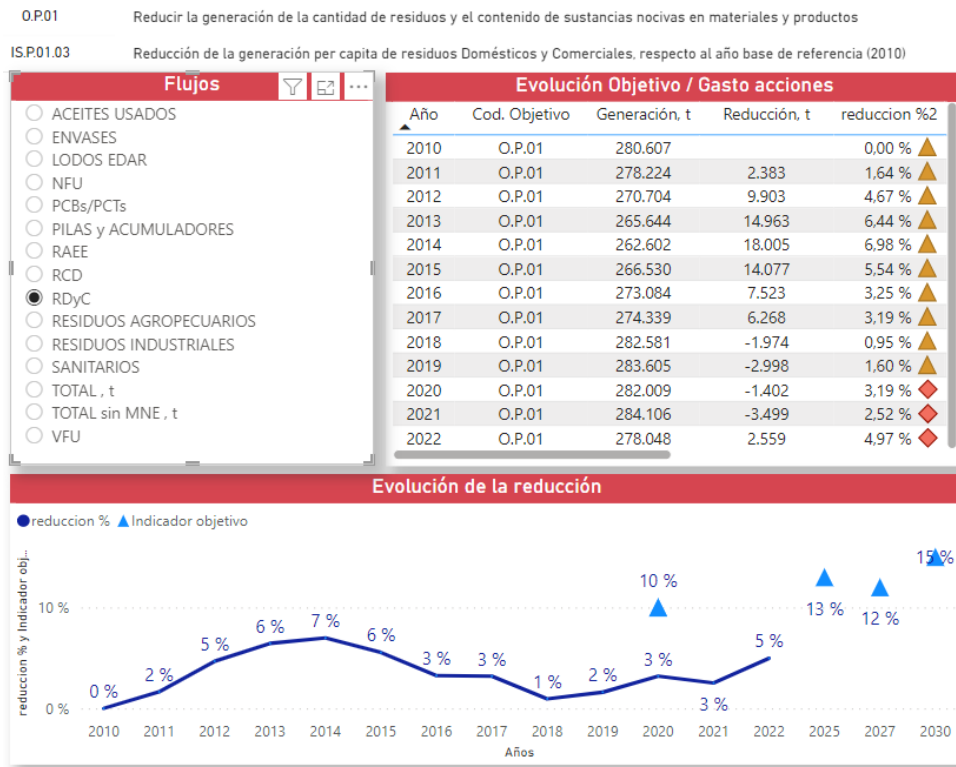 O.P.01 Reducir la generación de la cantidad de residuos y el contenido de sustancias nocivas en materiales y productos
IS.P.01.03 Reducción de la generación per capita de residuos Domésticos y Comerciales, respecto al año base de referencia (2010)
Flujos
ACEITES USADOS
ENVASES
LODOS EDAR
NFU
PCBs/PCTs
PILAS y ACUMULADORES
RAEE
RCD
RDyC
RESIDUOS AGROPECUARIOS
RESIDUOS INDUSTRIALES
SANITARIOS
TOTAL , t
TOTAL sin MNE , t
VFU
Evolución Objetivo / Gasto acciones
Año Cod. Objetivo Generación, t Reducción, t reduccion %2
2010 O.P.01 280.607 0,00 %
2011 O.P.01 278.224 2.383 1,64 %
2012 O.P.01 270.704 9.903 4,67 %
2013 O.P.01 265.644 14.963 6,44 %
2014 O.P.01 262.602 18.005 6,98 %
2015 O.P.01 266.530 14.077 5,54 %
2016 O.P.01 273.084 7.523 3,25 %
2017 O.P.01 274.339 6.268 3,19 %
2018 O.P.01 282.581 -1.974 0,95 %
2019 O.P.01 283.605 -2.998 1,60 %
2020 O.P.01 282.009 -1.402 3,19 %
2021 O.P.01 284.106 -3.499 2,52 %
2022 O.P.01 278.048 2.559 4,97 %
Evolución de la reducción
reduccion % Indicador objetivo
reduccion % y Indicador obj...
10 %
0 %
0 % 2 % 5 % 6 % 7 % 6 % 3 % 3 % 1 % 2 % 3 % 3 % 5 %
10 % 13 % 12 % 15 %
2010 2011 2012 2013 2014 2015 2016 2017 2018 2019 2020 2021 2022 2025 2027 2030
Años